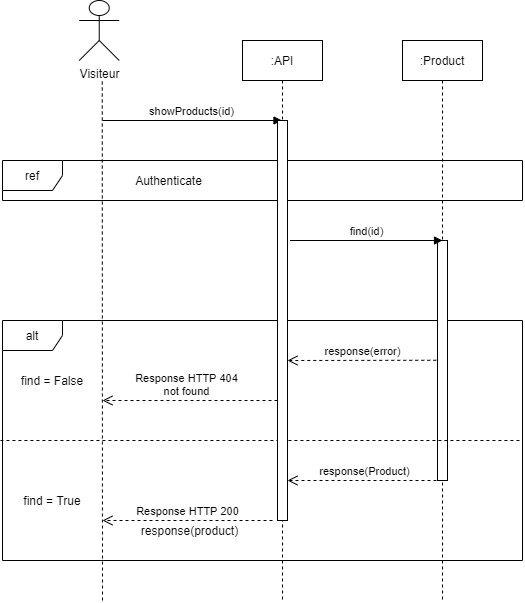 Visiteur
:API
:Product
showProducts(id)
ref
Authenticate
find(id)
alt
response(error)
find = False
Response HTTP 404
not found
response(Product)
find = True
Response HTTP 200
response(product)